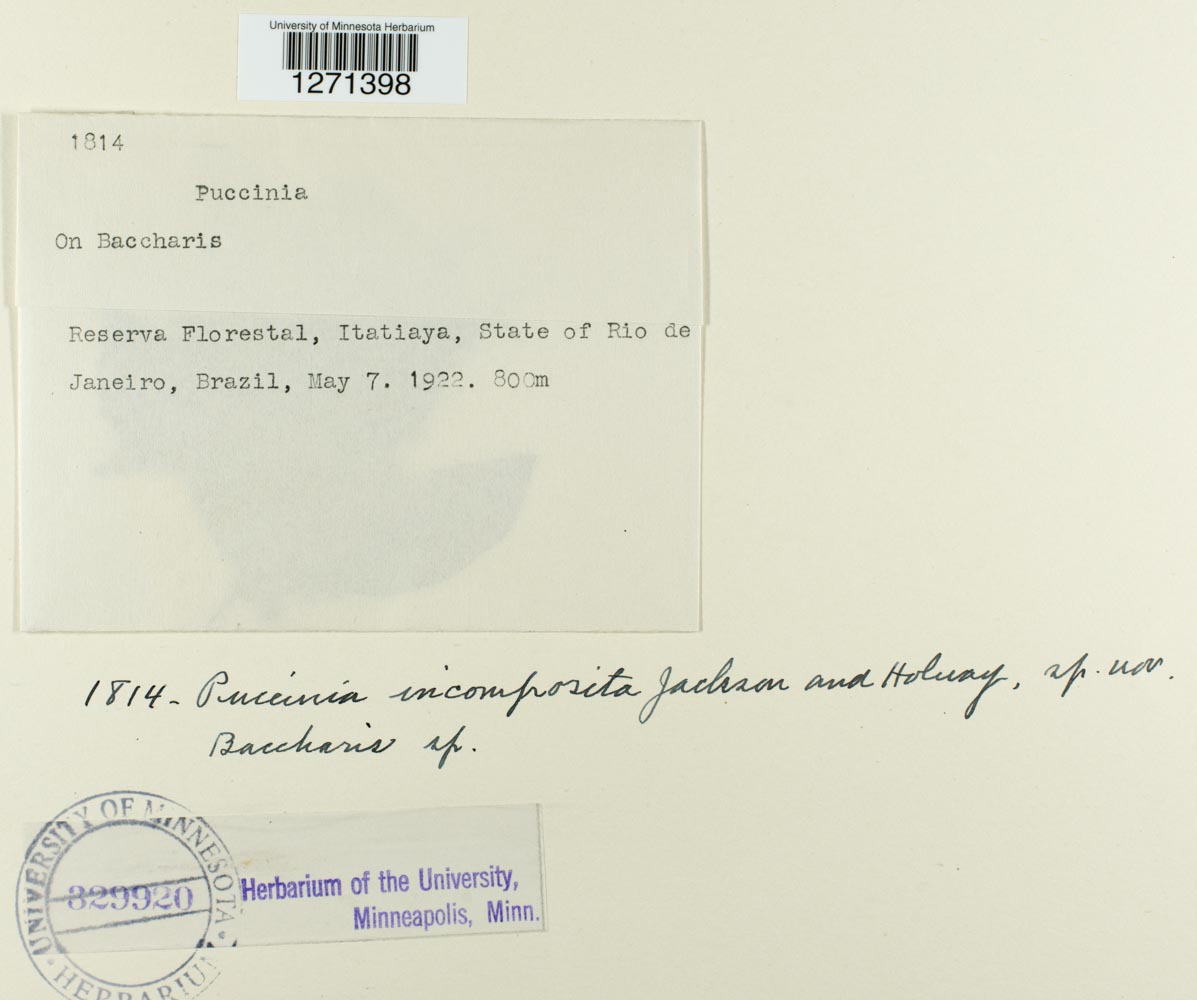 University of Minnesota Herbarium
1271398
1814
Puccinia
On Baccharis
Reserva Florestal, Itatiaya, State of Rio de
Janeiro, Brazil, May 7. 1922. 800m
1814 - Puccinia incomposita Jackson and Holway, sp. nov.
Baccharis sp.
UNIVERSITY OF MINNESOTA
329920
· HERBARIUM ·
Herbarium of the University,
Minneapolis, Minn.